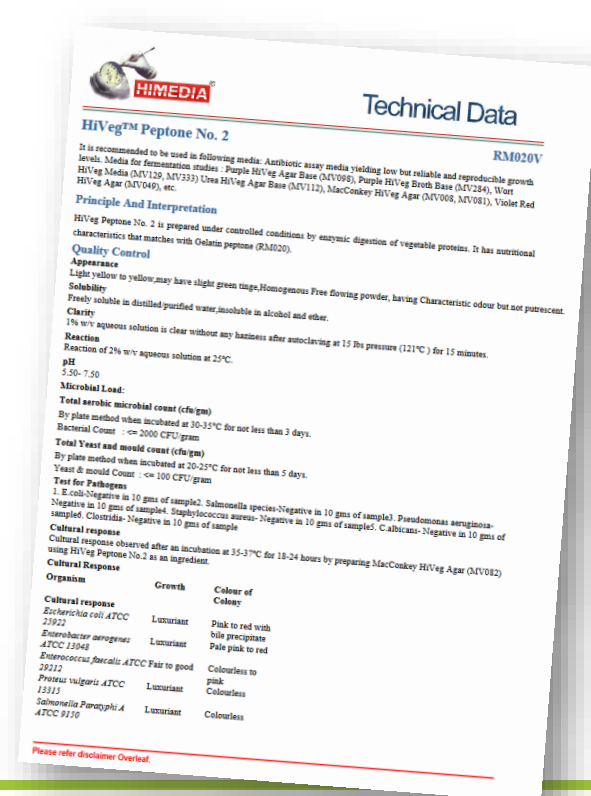 HIMEDIA®
Technical Data
HiVeg™ Peptone No. 2
RM020V
It is recommended to be used in following media: Antibiotic assay media yielding low but reliable and reproducible growth
levels. Media for fermentation studies : Purple HiVeg Agar Base (MV098), Purple HiVeg Broth Base (MV284), Wort
HiVeg Media (MV129, MV333) Urea HiVeg Agar Base (MV112), MacConkey HiVeg Agar (MV008, MV081), Violet Red
HiVeg Agar (MV049), etc.
Principle And Interpretation
HiVeg Peptone No. 2 is prepared under controlled conditions by enzymic digestion of vegetable proteins. It has nutritional
characteristics that matches with Gelatin peptone (RM020).
Quality Control
Appearance
Light yellow to yellow,may have slight green tinge,Homogenous Free flowing powder, having Characteristic odour but not putrescent.
Solubility
Freely soluble in distilled/purified water,insoluble in alcohol and ether.
Clarity
1% w/v aqueous solution is clear without any haziness after autoclaving at 15 lbs pressure (121°C ) for 15 minutes.
Reaction
Reaction of 2% w/v aqueous solution at 25°C.
pH
5.50- 7.50
Microbial Load:
Total aerobic microbial count (cfu/gm)
By plate method when incubated at 30-35°C for not less than 3 days.
Bacterial Count : <= 2000 CFU/gram
Total Yeast and mould count (cfu/gm)
By plate method when incubated at 20-25°C for not less than 5 days.
Yeast & mould Count : <= 100 CFU/gram
Test for Pathogens
1. E.coli-Negative in 10 gms of sample2. Salmonella species-Negative in 10 gms of sample3. Pseudomonas aeruginosa-
Negative in 10 gms of sample4. Staphylococcus aureus- Negative in 10 gms of sample5. C.albicans- Negative in 10 gms of
sample6. Clostridia- Negative in 10 gms of sample
Cultural response
Cultural response observed after an incubation at 35-37°C for 18-24 hours by preparing MacConkey HiVeg Agar (MV082)
using HiVeg Peptone No.2 as an ingredient.
Cultural Response
Organism Growth Colour of
Colony
Cultural response
Escherichia coli ATCC Luxuriant Pink to red with
25922 bile precipitate
Enterobacter aerogenes Luxuriant Pale pink to red
ATCC 13048
Enterococcus faecalis ATCC Fair to good Colourless to
29212 pink
Proteus vulgaris ATCC Luxuriant Colourless
13315
Salmonella Paratyphi A Luxuriant Colourless
ATCC 9150
Please refer disclaimer Overleaf.